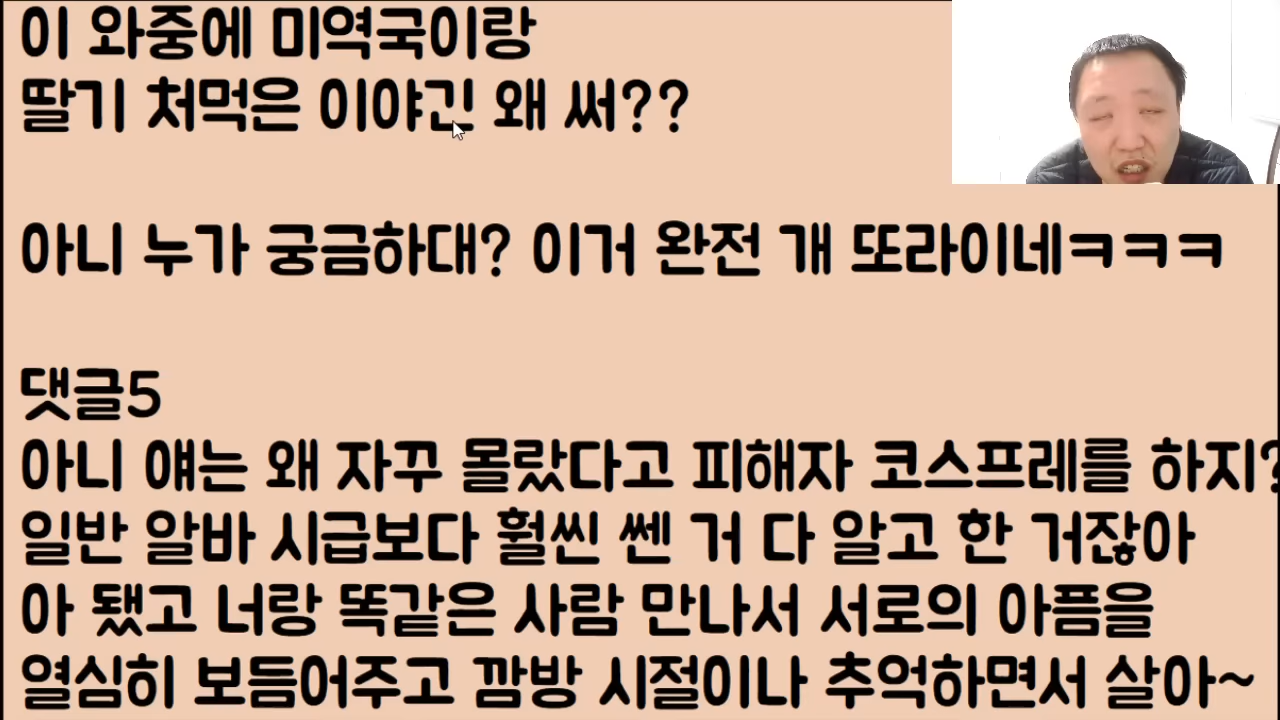 이 와중에 미역국이랑
딸기 처먹은 이야긴 왜 써??
아니 누가 궁금하대? 이거 완전 개 또라이네ㅋㅋㅋ
댓글5
아니 얘는 왜 자꾸 몰랐다고 피해자 코스프레를 하지?
일반 알바 시급보다 훨씬 쎈 거 다 알고 한 거잖아
아 됐고 너랑 똑같은 사람 만나서 서로의 아픔을
열심히 보듬어주고 깜방 시절이나 추억하면서 살아~